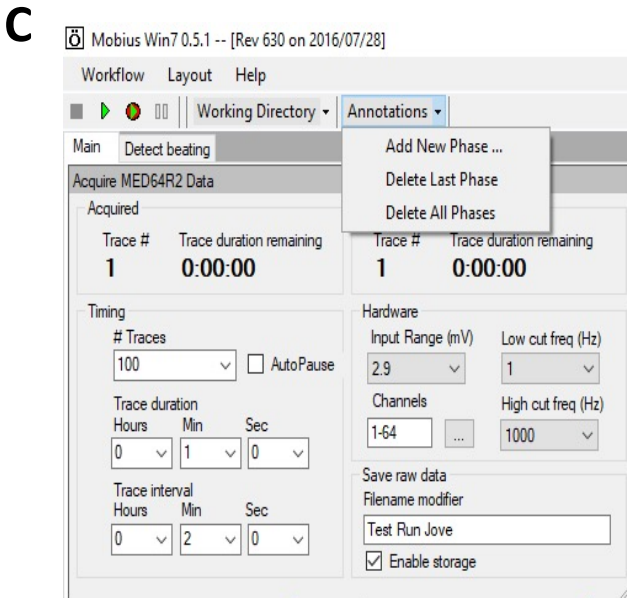 C
Ö Mobius Win7 0.5.1 -- [Rev 630 on 2016/07/28]
Workflow Layout Help
Working Directory Annotations
Add New Phase ...
Delete Last Phase
Delete All Phases
Main Detect beating
Acquire MED64R2 Data
Acquired
Trace # Trace duration remaining
1 0:00:00
Trace # Trace duration remaining
1 0:00:00
Timing
# Traces
100 AutoPause
Trace duration
Hours Min Sec
0 1 0
Trace interval
Hours Min Sec
0 2 0
Hardware
Input Range (mV) Low cut freq (Hz)
2.9 1
Channels High cut freq (Hz)
1-64 ... 1000
Save raw data
Filename modifier
Test Run Jove
Enable storage